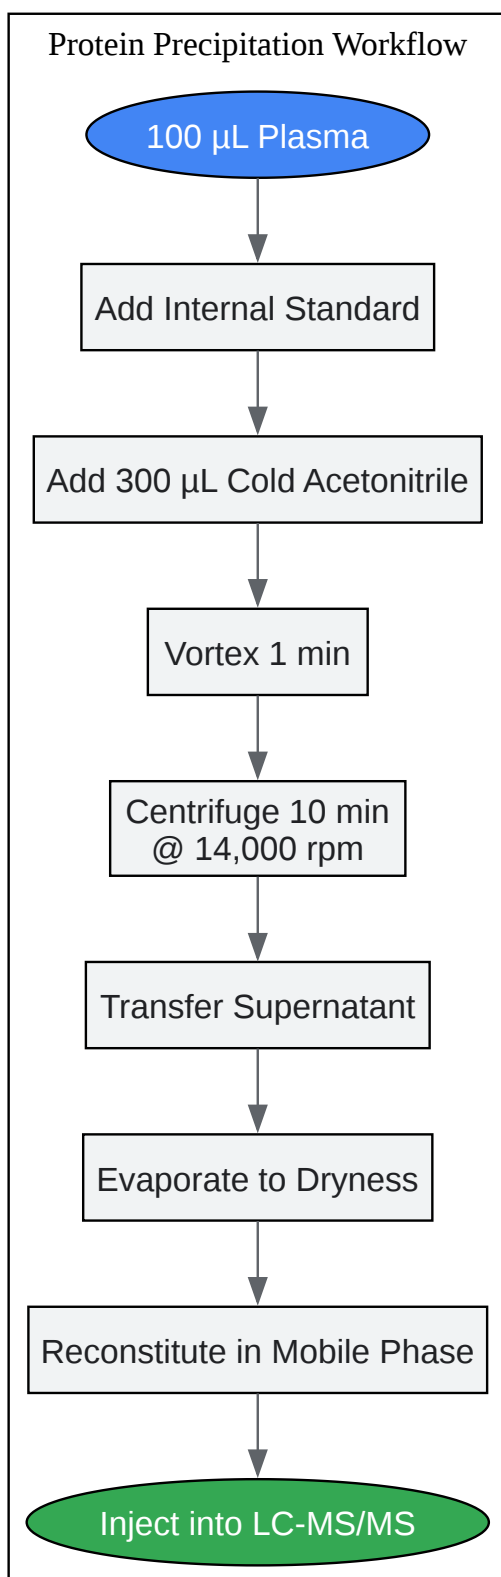 Protein Precipitation Workflow
100 µL Plasma
Add Internal Standard
Add 300 µL Cold Acetonitrile
Vortex 1 min
Centrifuge 10 min
@ 14,000 rpm
Transfer Supernatant
Evaporate to Dryness
Reconstitute in Mobile Phase
Inject into LC-MS/MS